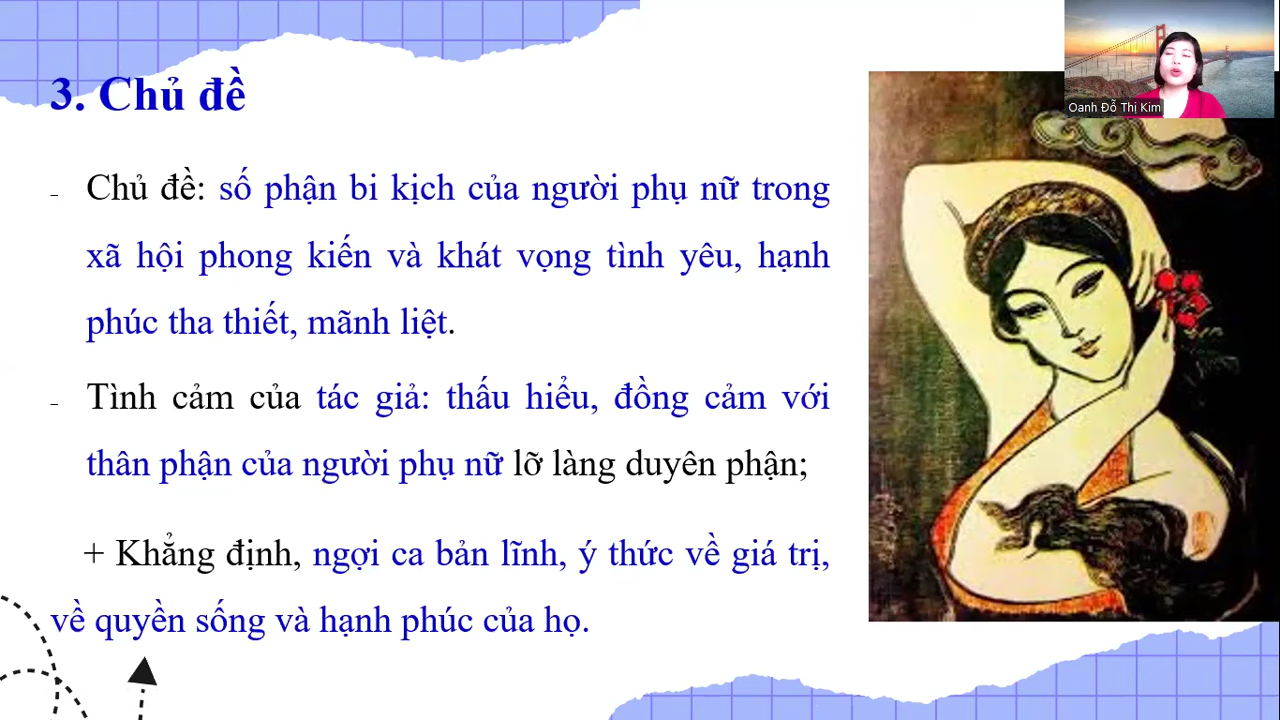 3. Chủ đề
Oanh Đỗ Thị Kim
- Chủ đề: số phận bi kịch của người phụ nữ trong
xã hội phong kiến và khát vọng tình yêu, hạnh
phúc tha thiết, mãnh liệt.
- Tình cảm của tác giả: thấu hiểu, đồng cảm với
thân phận của người phụ nữ lỡ làng duyên phận;
+ Khẳng định, ngợi ca bản lĩnh, ý thức về giá trị,
về quyền sống và hạnh phúc của họ.